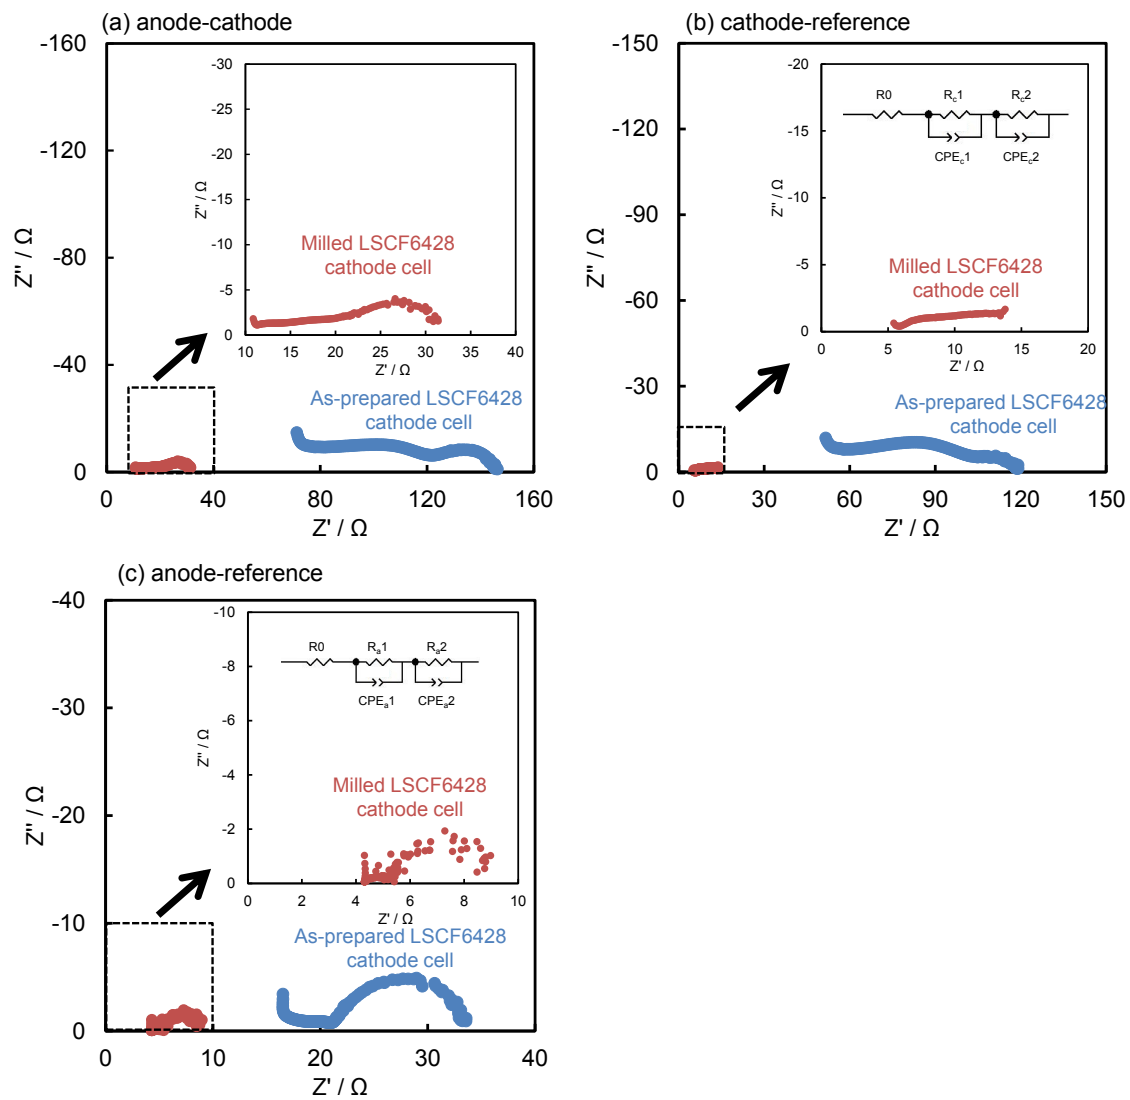 (a) anode-cathode
-160
-120
-80
-40
0
0
40
80
120
160
Z'' / Ω
Z' / Ω
-30
-25
-20
-15
-10
-5
0
10
15
20
25
30
35
40
Z'' / Ω
Z' / Ω
Milled LSCF6428
cathode cell
As-prepared LSCF6428
cathode cell
(b) cathode-reference
-150
-120
-90
-60
-30
0
0
30
60
90
120
150
Z'' / Ω
Z' / Ω
-20
-15
-10
-5
0
0
5
10
15
20
Z'' / Ω
Z' / Ω
R0
Rc1
Rc2
CPEc1
CPEc2
Milled LSCF6428
cathode cell
As-prepared LSCF6428
cathode cell
(c) anode-reference
-40
-30
-20
-10
0
0
10
20
30
40
Z'' / Ω
Z' / Ω
-10
-8
-6
-4
-2
0
0
2
4
6
8
10
Z'' / Ω
Z' / Ω
R0
Ra1
Ra2
CPEa1
CPEa2
Milled LSCF6428
cathode cell
As-prepared LSCF6428
cathode cell